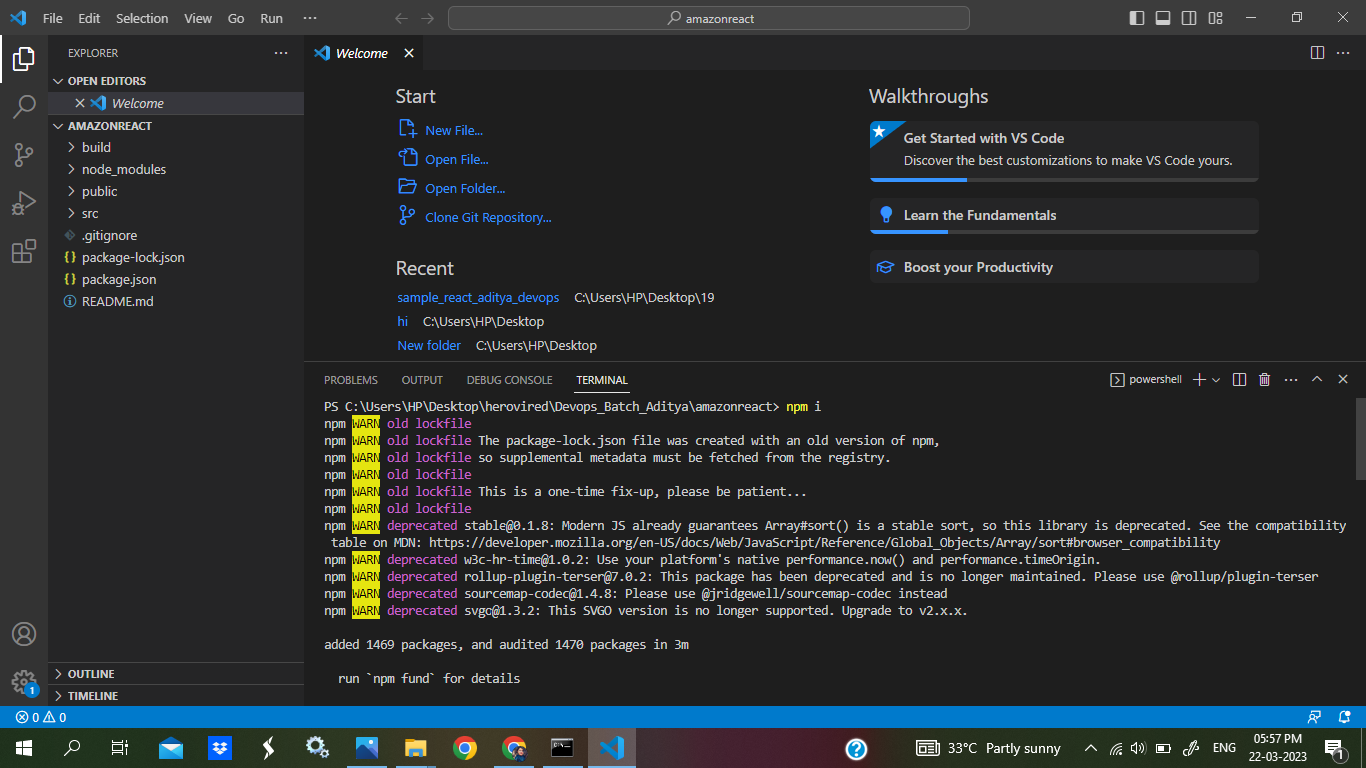 File Edit Selection View Go Run ···
amazonreact
EXPLORER
OPEN EDITORS
Welcome
AMAZONREACT
build
node_modules
public
src
.gitignore
package-lock.json
package.json
README.md
OUTLINE
TIMELINE
Welcome
Start
New File...
Open File...
Open Folder...
Clone Git Repository...
Recent
sample_react_aditya_devops C:\Users\HP\Desktop\19
hi C:\Users\HP\Desktop
New folder C:\Users\HP\Desktop
Walkthroughs
Get Started with VS Code
Discover the best customizations to make VS Code yours.
Learn the Fundamentals
Boost your Productivity
PROBLEMS OUTPUT DEBUG CONSOLE TERMINAL
powershell
PS C:\Users\HP\Desktop\herovired\Devops_Batch_Aditya\amazonreact> npm i
npm WARN old lockfile
npm WARN old lockfile The package-lock.json file was created with an old version of npm,
npm WARN old lockfile so supplemental metadata must be fetched from the registry.
npm WARN old lockfile
npm WARN old lockfile This is a one-time fix-up, please be patient...
npm WARN old lockfile
npm WARN deprecated stable@0.1.8: Modern JS already guarantees Array#sort() is a stable sort, so this library is deprecated. See the compatibility
table on MDN: https://developer.mozilla.org/en-US/docs/Web/JavaScript/Reference/Global_Objects/Array/sort#browser_compatibility
npm WARN deprecated w3c-hr-time@1.0.2: Use your platform's native performance.now() and performance.timeOrigin.
npm WARN deprecated rollup-plugin-terser@7.0.2: This package has been deprecated and is no longer maintained. Please use @rollup/plugin-terser
npm WARN deprecated sourcemap-codec@1.4.8: Please use @jridgewell/sourcemap-codec instead
npm WARN deprecated svgo@1.3.2: This SVGO version is no longer supported. Upgrade to v2.x.x.
added 1469 packages, and audited 1470 packages in 3m
run `npm fund` for details
1
0 0
33°C Partly sunny
ENG
05:57 PM
22-03-2023
1